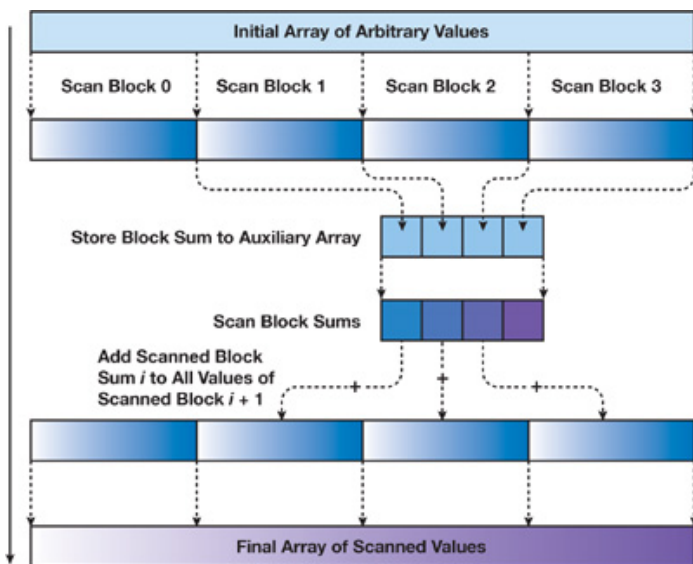 Initial Array of Arbitrary Values
Scan Block 0
Scan Block 1
Scan Block 2
Scan Block 3
Store Block Sum to Auxiliary Array
Scan Block Sums
Add Scanned Block
Sum i to All Values of
Scanned Block i + 1
+
+
+
Final Array of Scanned Values